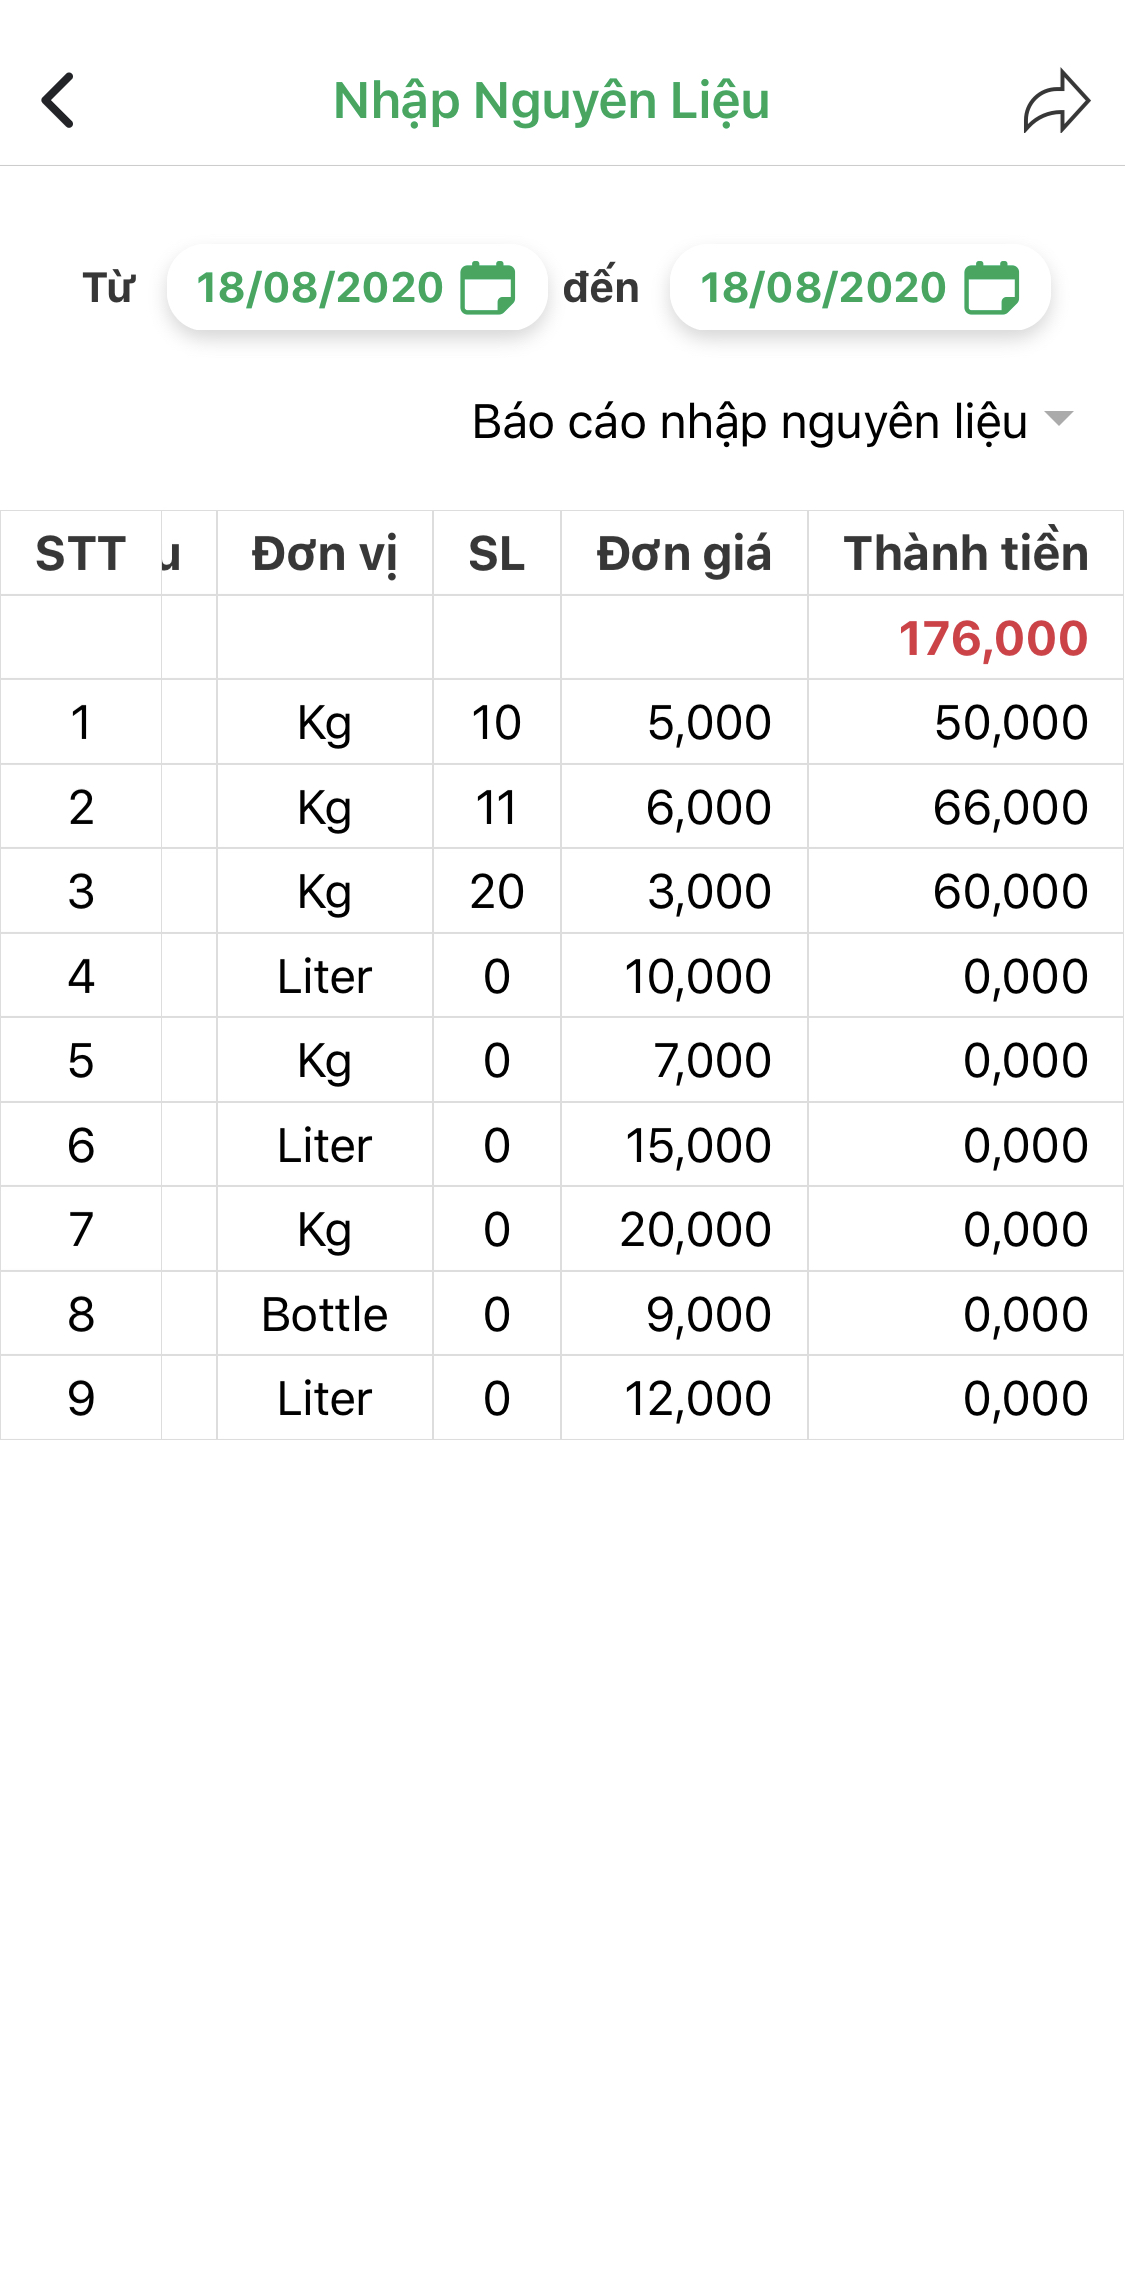 Nhập Nguyên Liệu
Từ 18/08/2020 đến 18/08/2020
Báo cáo nhập nguyên liệu
STT u Đơn vị SL Đơn giá Thành tiền
176,000
1 Kg 10 5,000 50,000
2 Kg 11 6,000 66,000
3 Kg 20 3,000 60,000
4 Liter 0 10,000 0,000
5 Kg 0 7,000 0,000
6 Liter 0 15,000 0,000
7 Kg 0 20,000 0,000
8 Bottle 0 9,000 0,000
9 Liter 0 12,000 0,000